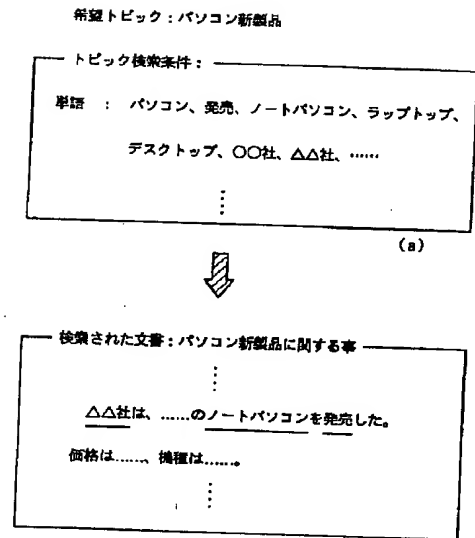 希望トピック：パソコン新製品
トピック検索条件：
単語 ： パソコン、発売、ノートパソコン、ラップトップ、
デスクトップ、○○社、△△社、……
⋮
(a)
検索された文書：パソコン新製品に関する事
⋮
△△社は、……のノートパソコンを発売した。
価格は……、機種は……。
⋮